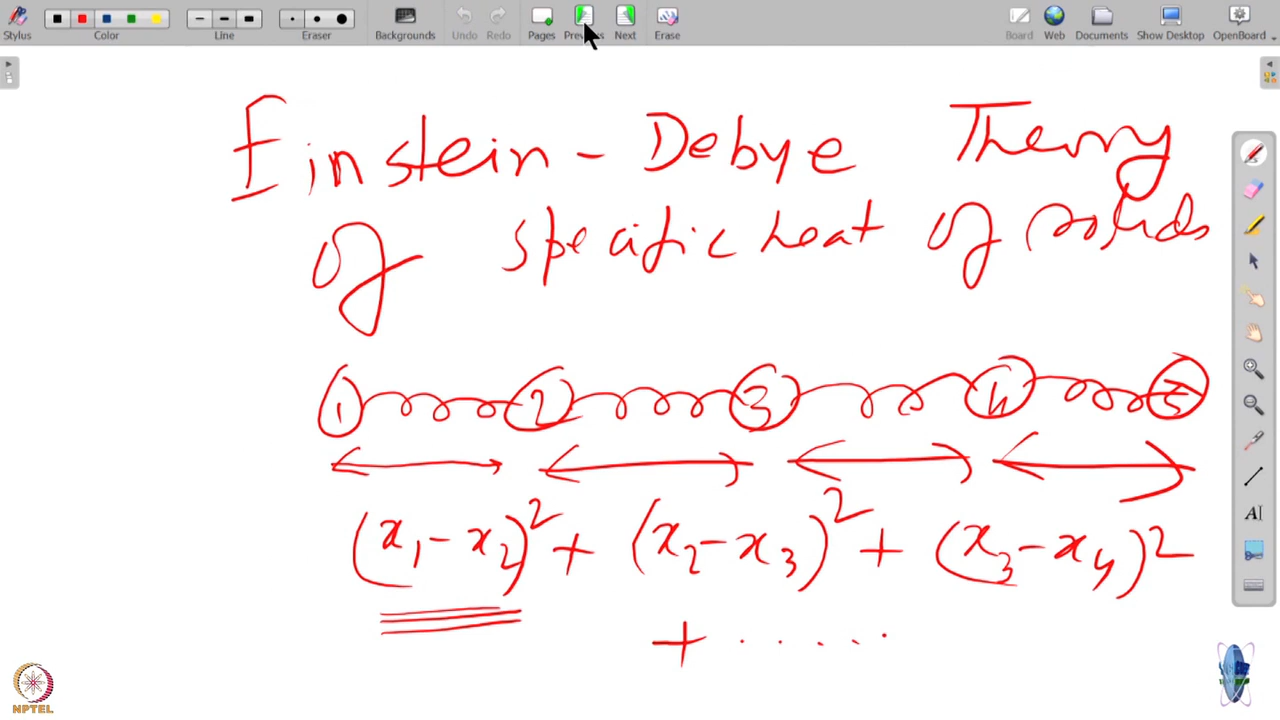 Stylus Color Line Eraser Backgrounds Undo Redo Pages Previous Next Erase Board Web Documents Show Desktop OpenBoard
Einstein - Debye Theory
of specific heat of solids
1 2 3 4 5
(x₁ - x₂)² + (x₂ - x₃)² + (x₃ - x₄)²
+ .....
NPTEL